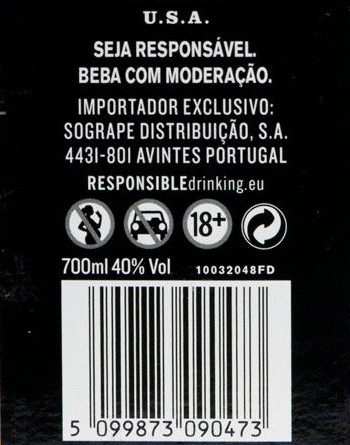 U.S.A.
SEJA RESPONSÁVEL.
BEBA COM MODERAÇÃO.
IMPORTADOR EXCLUSIVO:
SOGRAPE DISTRIBUIÇÃO, S.A.
4431-801 AVINTES PORTUGAL
RESPONSIBLEdrinking.eu
18+
700ml 40% Vol 10032048FD
5 099873 090473